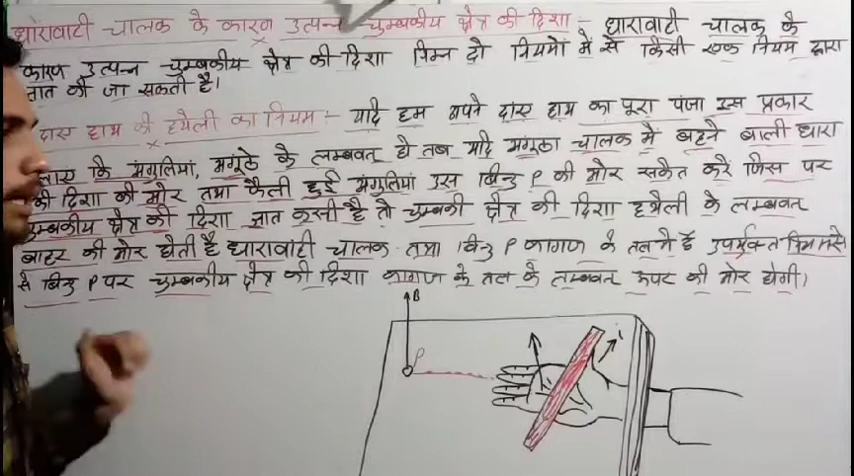 धारावाही चालक के कारण उत्पन्न चुम्बकीय क्षेत्र की दिशा - धारावाही चालक के
कारण उत्पन्न चुम्बकीय क्षेत्र की दिशा निम्न दो नियमों में से किसी एक नियम द्वारा
ज्ञात की जा सकती है।
दाएं हाथ की हथेली का नियम :- यदि हम अपने दाएं हाथ का पूरा पंजा इस प्रकार
कि अंगुलियां, अंगूठे के लम्बवत हो तब यदि अंगूठा चालक में बहने वाली धारा
की दिशा की ओर तथा फैली हुई अंगुलियां उस बिन्दु P की ओर संकेत करें जिस पर
चुम्बकीय क्षेत्र की दिशा ज्ञात करनी है तो चुम्बकी क्षेत्र की दिशा हथेली के लम्बवत
बाहर की ओर होती है धारावाही चालक तथा बिन्दु P कागज के तल में है उपर्युक्त
से बिन्दु P पर चुम्बकीय क्षेत्र की दिशा कागज के तल के लम्बवत ऊपर की ओर होगी।
B
i
P